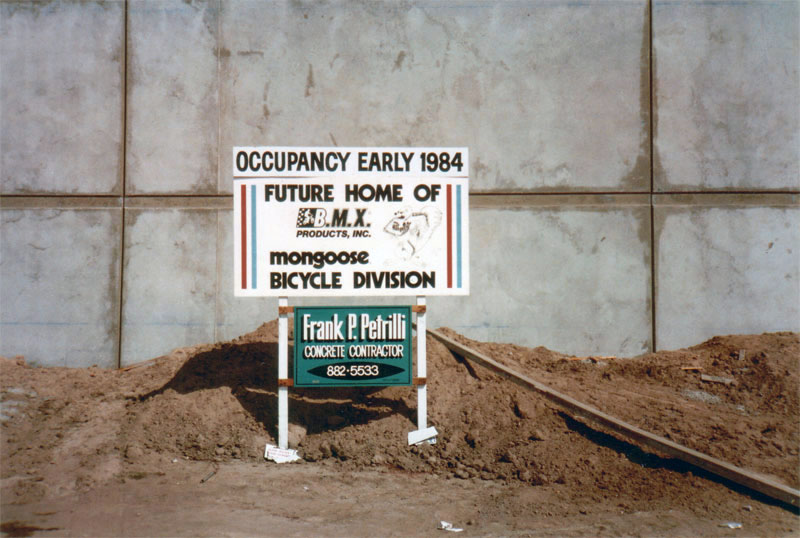 OCCUPANCY EARLY 1984
FUTURE HOME OF
B.M.X.
PRODUCTS, INC.
mongoose
BICYCLE DIVISION
Frank P. Petrilli
CONCRETE CONTRACTOR
882-5533